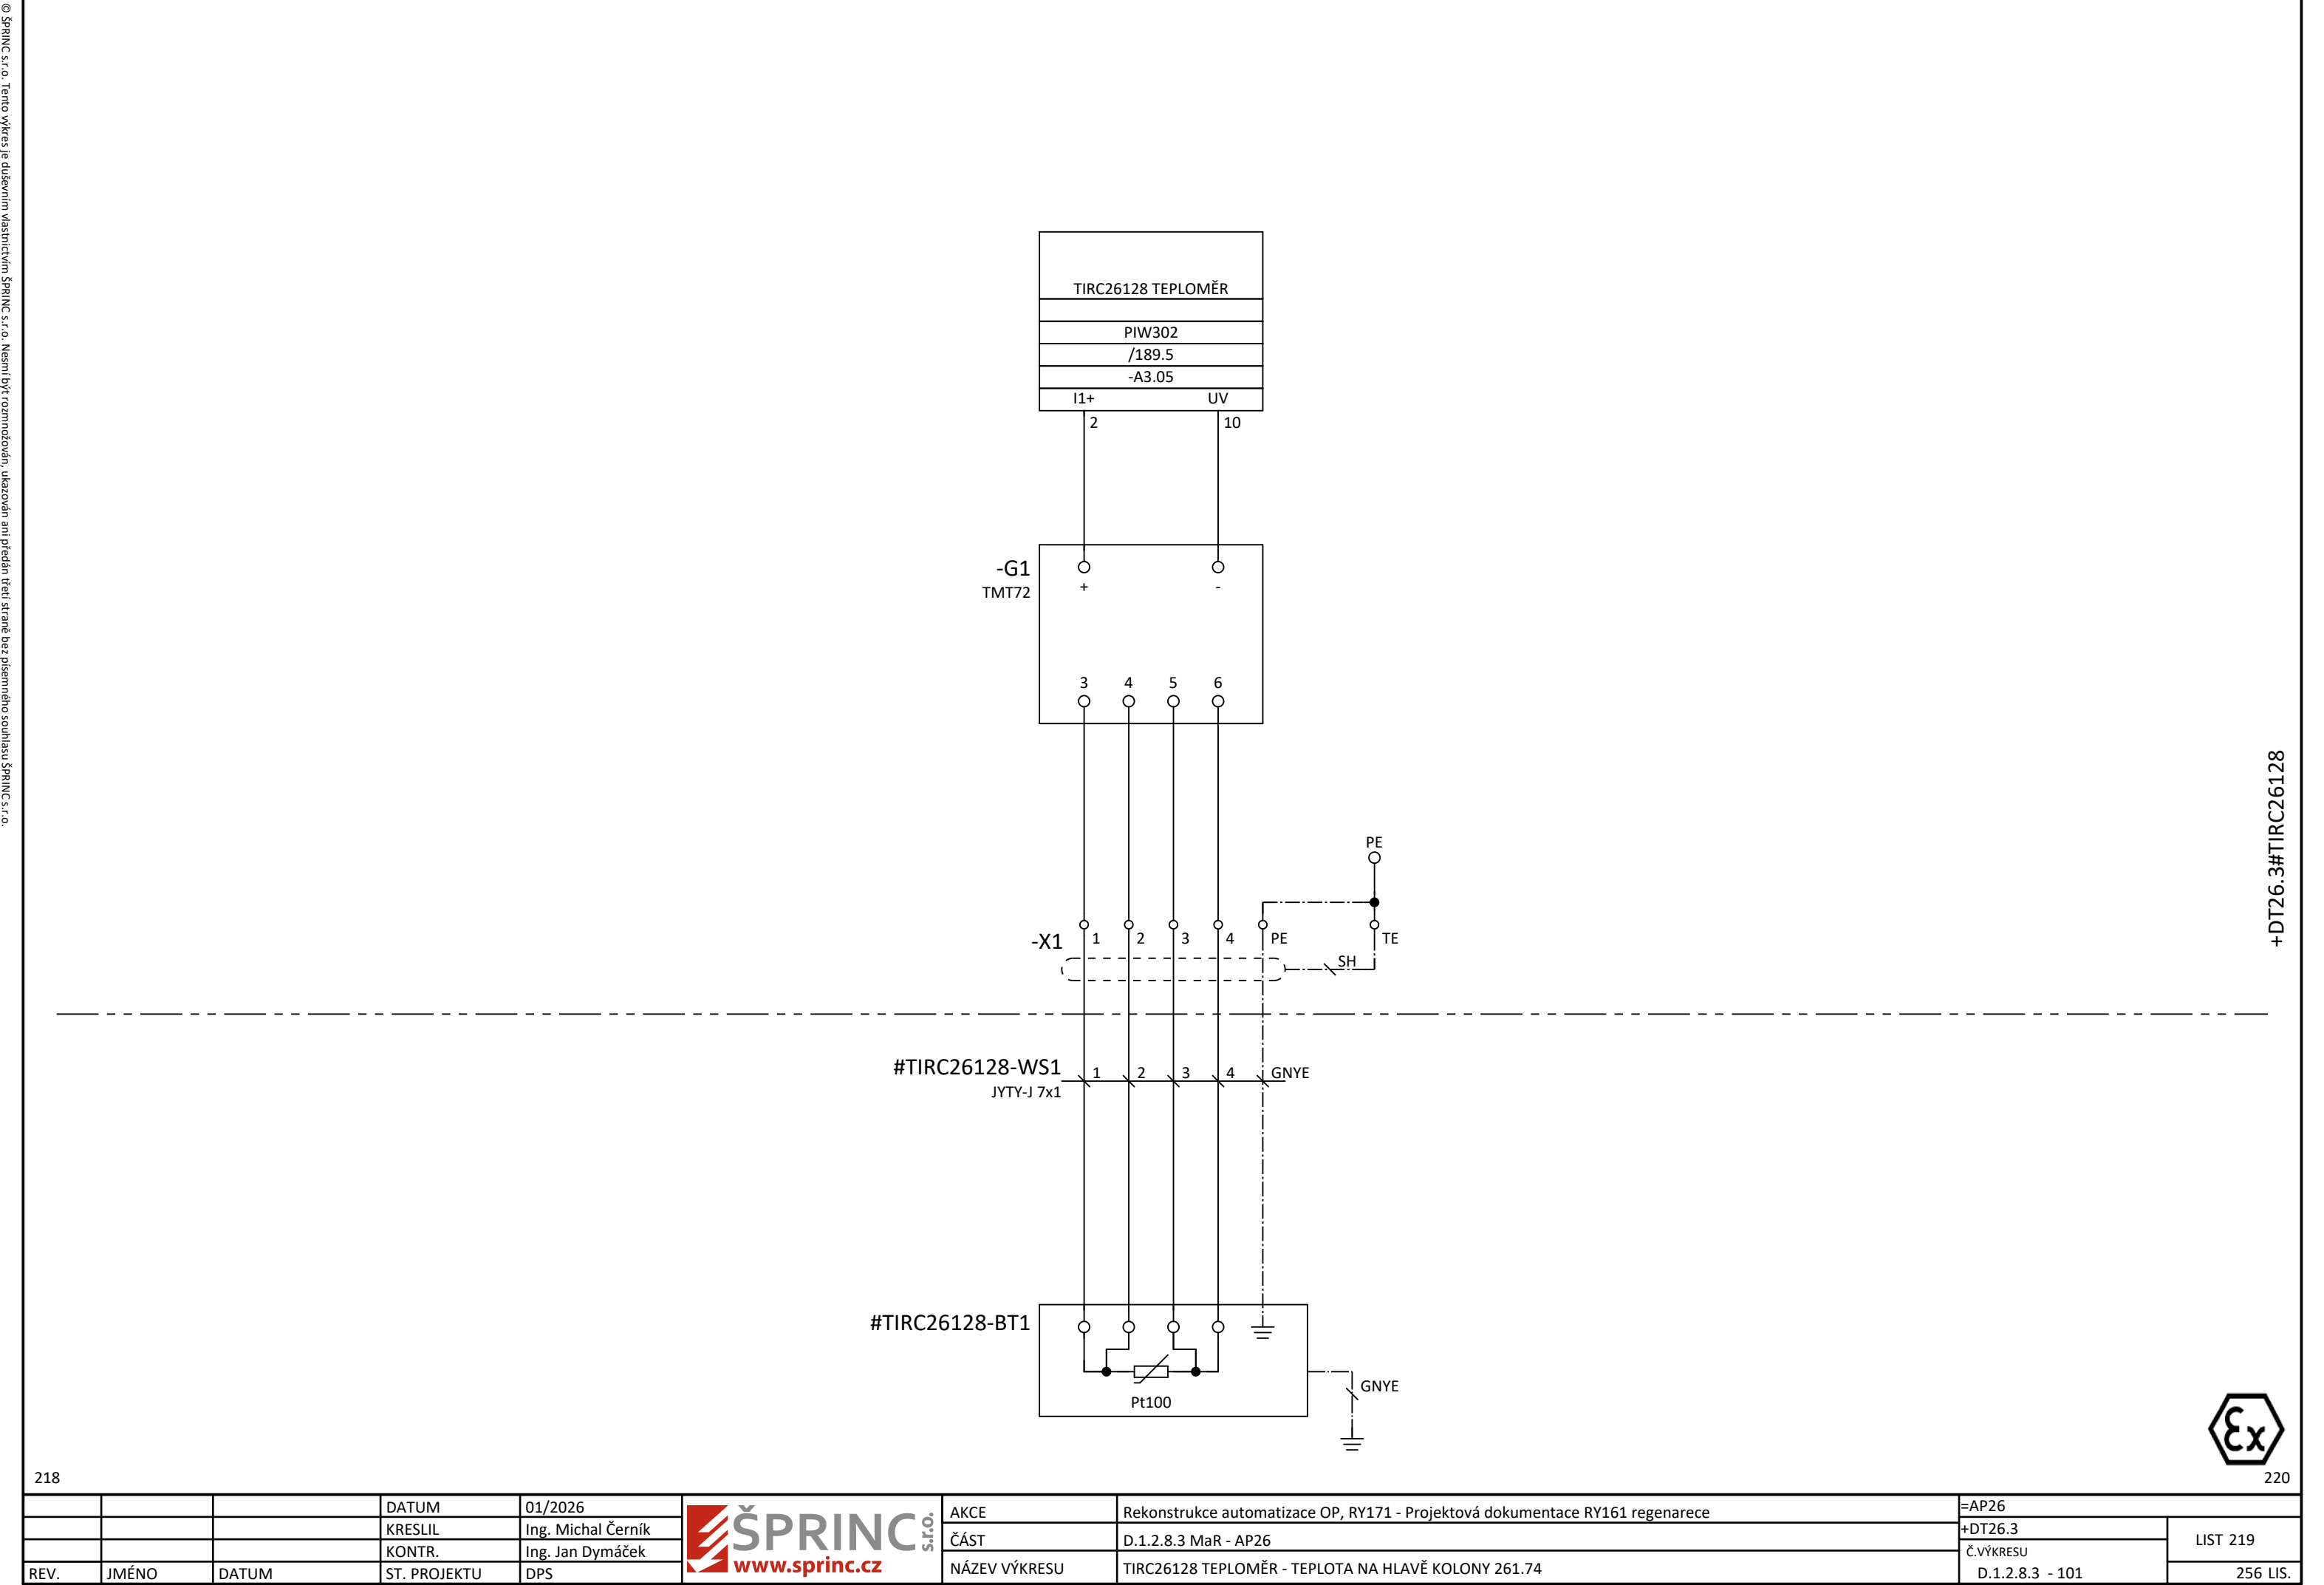 © ŠPRINC s.r.o. Tento výkres je duševním vlastnictvím ŠPRINC s.r.o. Nesmí být rozmnožován, ukazován ani předán třetí straně bez písemného souhlasu ŠPRINC s.r.o.
TIRC26128 TEPLOMĚR
PIW302
/189.5
-A3.05
I1+ UV
2 10
-G1
TMT72
+ -
3 4 5 6
PE
-X1
1 2 3 4 PE TE
SH
+DT26.3#TIRC26128
#TIRC26128-WS1
JYTY-J 7x1
1 2 3 4 GNYE
#TIRC26128-BT1
Pt100
GNYE
Ex
218
220
DATUM 01/2026
KRESLIL Ing. Michal Černík
KONTR. Ing. Jan Dymáček
REV. JMÉNO DATUM ST. PROJEKTU DPS
ŠPRINC s.r.o.
www.sprinc.cz
AKCE Rekonstrukce automatizace OP, RY171 - Projektová dokumentace RY161 regenarece
ČÁST D.1.2.8.3 MaR - AP26
NÁZEV VÝKRESU TIRC26128 TEPLOMĚR - TEPLOTA NA HLAVĚ KOLONY 261.74
=AP26
+DT26.3
Č.VÝKRESU
D.1.2.8.3 - 101
LIST 219
256 LIS.